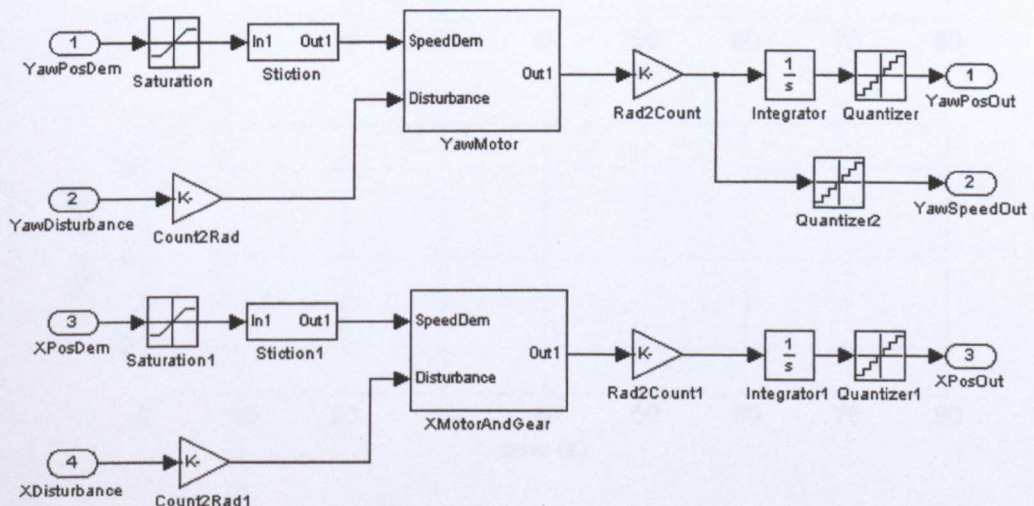 1
YawPosDem
Saturation
In1 Out1
Stiction
SpeedDem
Disturbance
Out1
YawMotor
K-
Rad2Count
1
s
Integrator
Quantizer
1
YawPosOut
2
YawDisturbance
K-
Count2Rad
Quantizer2
2
YawSpeedOut
3
XPosDem
Saturation1
In1 Out1
Stiction1
SpeedDem
Disturbance
Out1
XMotorAndGear
K-
Rad2Count1
1
s
Integrator1
Quantizer1
3
XPosOut
4
XDisturbance
K-
Count2Rad1